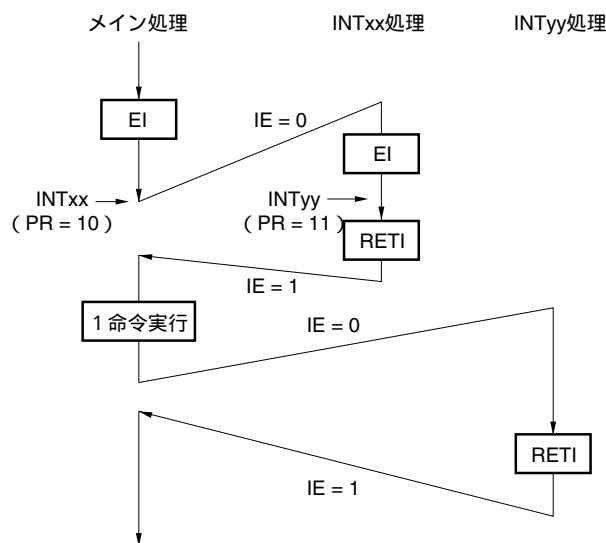 メイン処理 INTxx処理 INTyy処理
EI
IE = 0
EI
INTxx
（PR = 10）
INTyy
（PR = 11）
RETI
IE = 1
1 命令実行
IE = 0
RETI
IE = 1